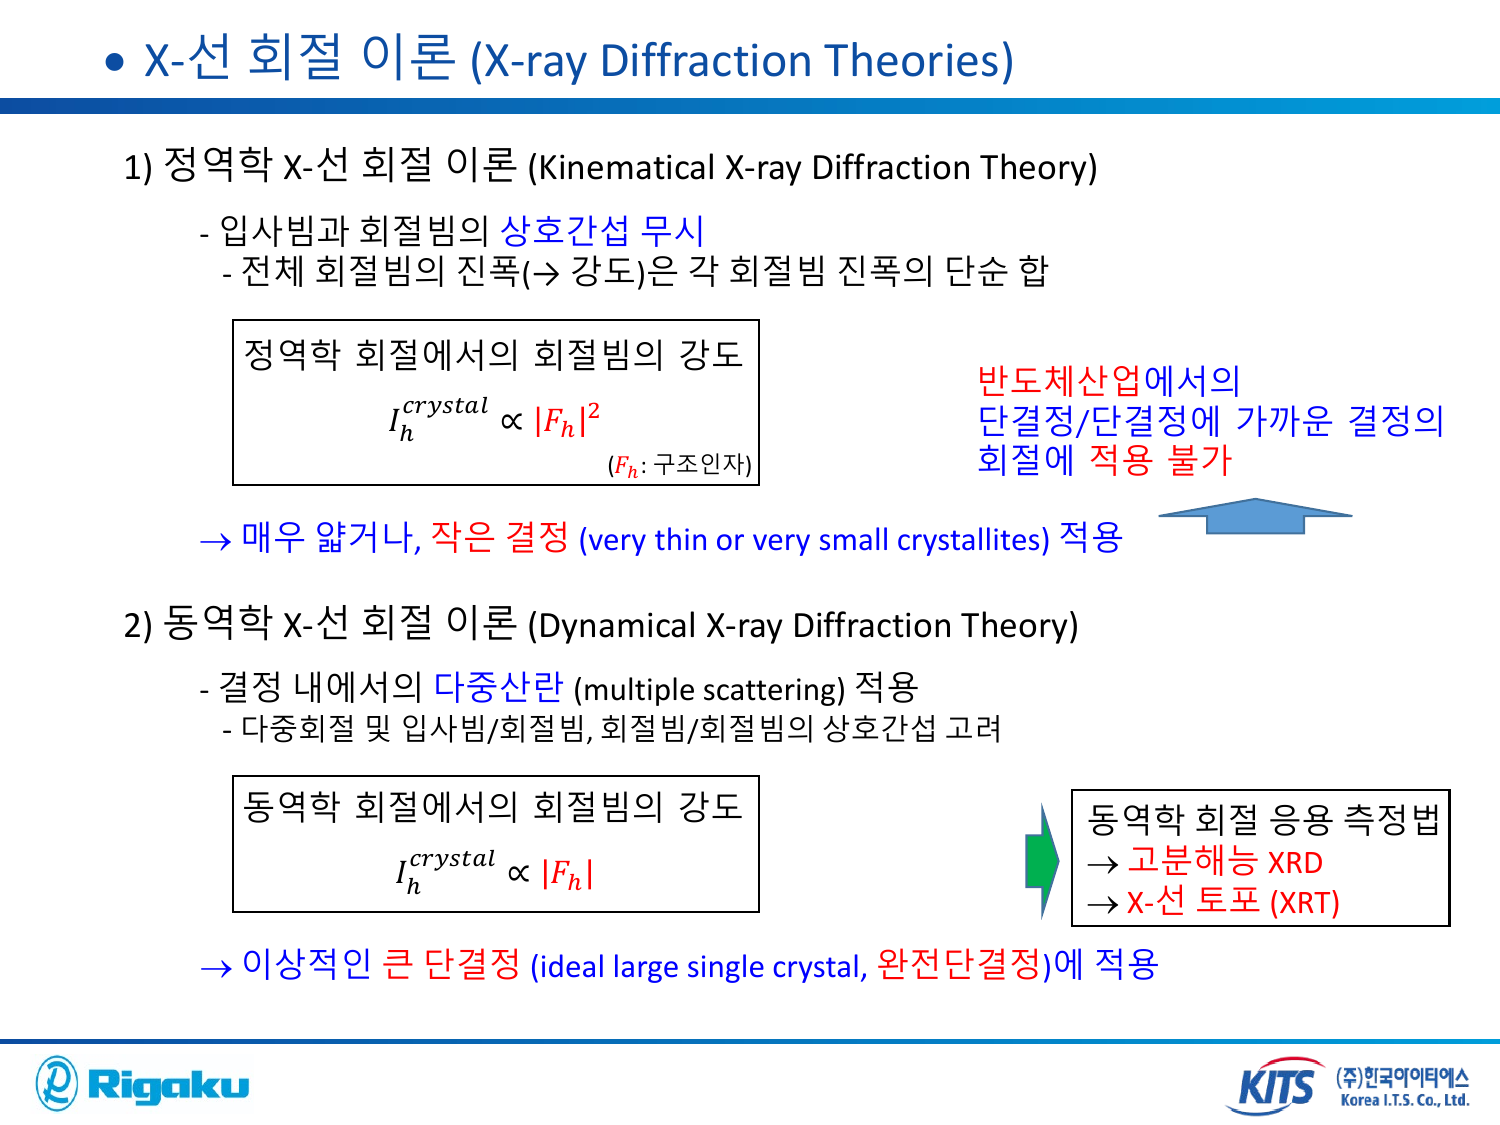 • X-선 회절 이론 (X-ray Diffraction Theories)
1) 정역학 X-선 회절 이론 (Kinematical X-ray Diffraction Theory)
- 입사빔과 회절빔의 상호간섭 무시
- 전체 회절빔의 진폭(→ 강도)은 각 회절빔 진폭의 단순 합
정역학 회절에서의 회절빔의 강도
I_h^{crystal} ∝ |F_h|^2
(F_h: 구조인자)
반도체산업에서의
단결정/단결정에 가까운 결정의
회절에 적용 불가
→ 매우 얇거나, 작은 결정 (very thin or very small crystallites) 적용
2) 동역학 X-선 회절 이론 (Dynamical X-ray Diffraction Theory)
- 결정 내에서의 다중산란 (multiple scattering) 적용
- 다중회절 및 입사빔/회절빔, 회절빔/회절빔의 상호간섭 고려
동역학 회절에서의 회절빔의 강도
I_h^{crystal} ∝ |F_h|
동역학 회절 응용 측정법
→ 고분해능 XRD
→ X-선 토포 (XRT)
→ 이상적인 큰 단결정 (ideal large single crystal, 완전단결정)에 적용
Rigaku
KITS
(주)한국아이티에스
Korea I.T.S. Co., Ltd.